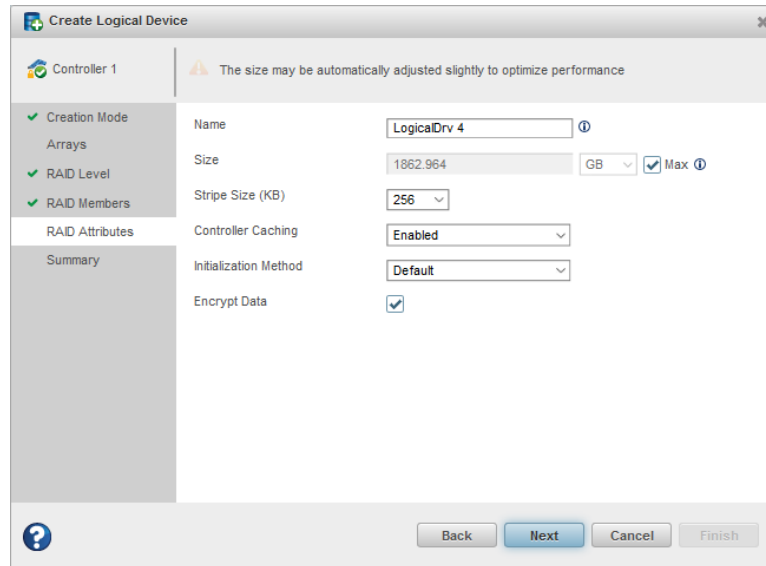 Create Logical Device
Controller 1
The size may be automatically adjusted slightly to optimize performance
Creation Mode
Arrays
RAID Level
RAID Members
RAID Attributes
Summary
Name LogicalDrv 4
Size 1862.964 GB Max
Stripe Size (KB) 256
Controller Caching Enabled
Initialization Method Default
Encrypt Data
Back Next Cancel Finish